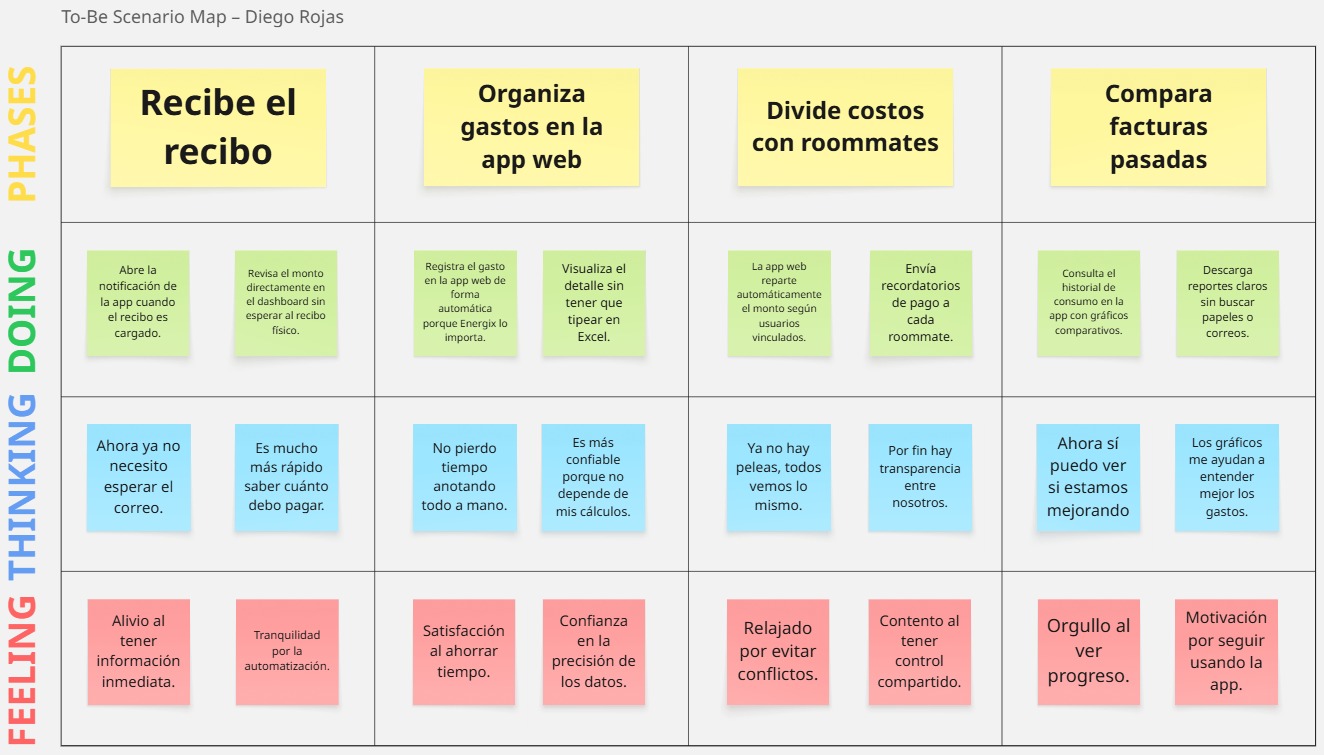 To-Be Scenario Map – Diego Rojas
PHASES
Recibe el
recibo
Organiza
gastos en la
app web
Divide costos
con roommates
Compara
facturas
pasadas
DOING
Abre la
notificación de
la app cuando
el recibo es
cargado.
Revisa el monto
directamente en
el dashboard sin
esperar al recibo
físico.
Registra el gasto
en la app web de
forma
automática
porque Energix lo
importa.
Visualiza el
detalle sin
tener que
tipear en
Excel.
La app web
reparte
automáticamente
el monto según
usuarios
vinculados.
Envía
recordatorios
de pago a
cada
roommate.
Consulta el
historial de
consumo en la
app con gráficos
comparativos.
Descarga
reportes claros
sin buscar
papeles o
correos.
THINKING
Ahora ya no
necesito
esperar el
correo.
Es mucho
más rápido
saber cuánto
debo pagar.
No pierdo
tiempo
anotando
todo a mano.
Es más
confiable
porque no
depende de
mis cálculos.
Ya no hay
peleas, todos
vemos lo
mismo.
Por fin hay
transparencia
entre
nosotros.
Ahora sí
puedo ver
si estamos
mejorando
Los gráficos
me ayudan a
entender
mejor los
gastos.
FEELING
Alivio al
tener
información
inmediata.
Tranquilidad
por la
automatización.
Satisfacción
al ahorrar
tiempo.
Confianza
en la
precisión de
los datos.
Relajado
por evitar
conflictos.
Contento al
tener
control
compartido.
Orgullo al
ver
progreso.
Motivación
por seguir
usando la
app.